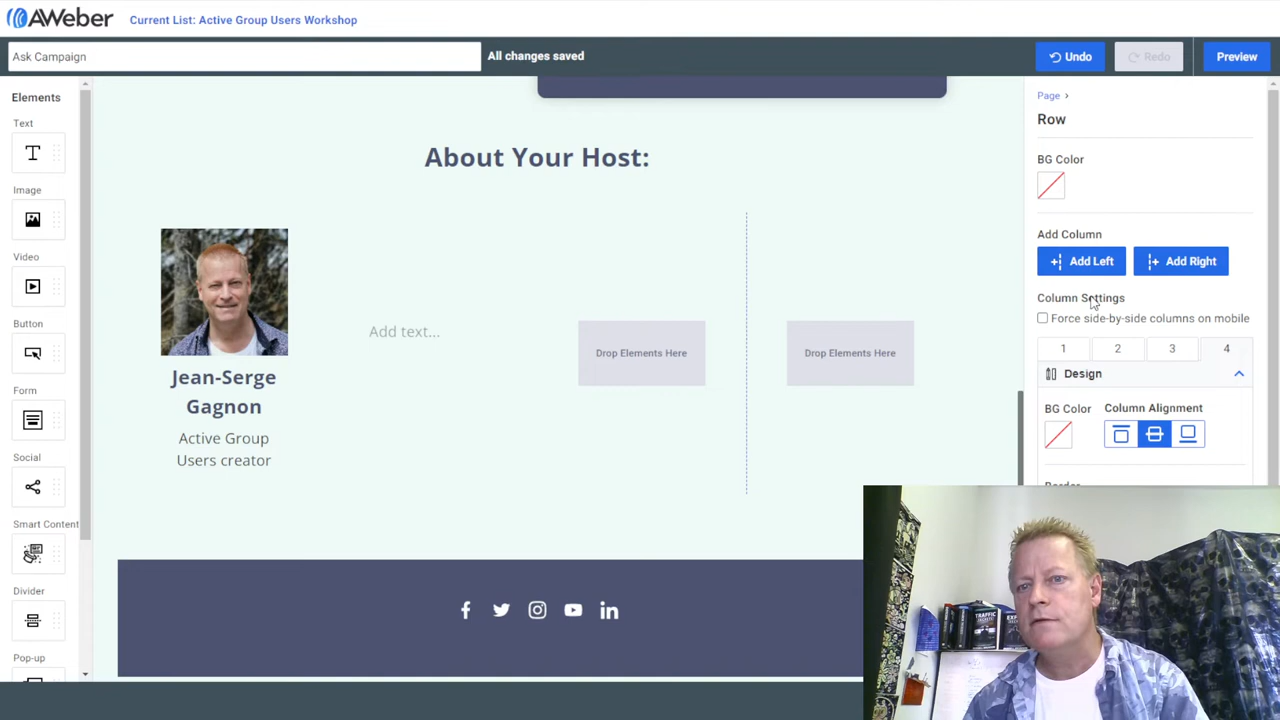 AWeber
Current List: Active Group Users Workshop
Ask Campaign
All changes saved
Undo
Redo
Preview
Elements
Text
Image
Video
Button
Form
Social
Smart Content
Divider
Pop-up
About Your Host:
Jean-Serge
Gagnon
Active Group
Users creator
Add text...
Drop Elements Here
Drop Elements Here
Page ›
Row
BG Color
Add Column
Add Left
Add Right
Column Settings
Force side-by-side columns on mobile
1
2
3
4
Design
BG Color
Column Alignment
Border
TRAFFIC